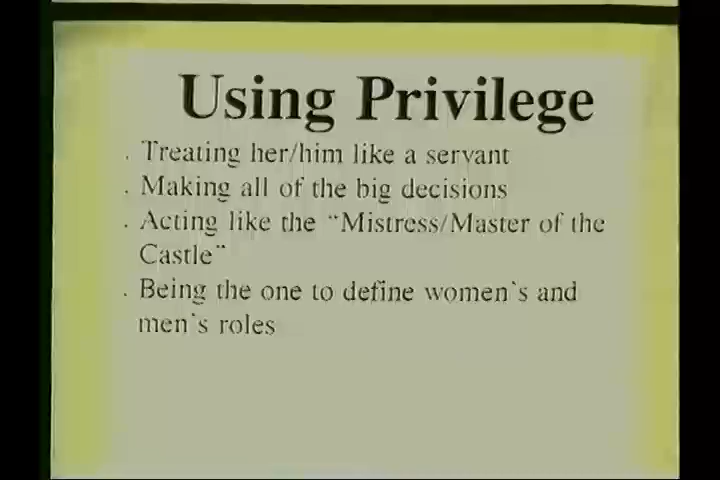 Using Privilege
. Treating her/him like a servant
. Making all of the big decisions
. Acting like the "Mistress/Master of the
Castle"
. Being the one to define women's and
men's roles